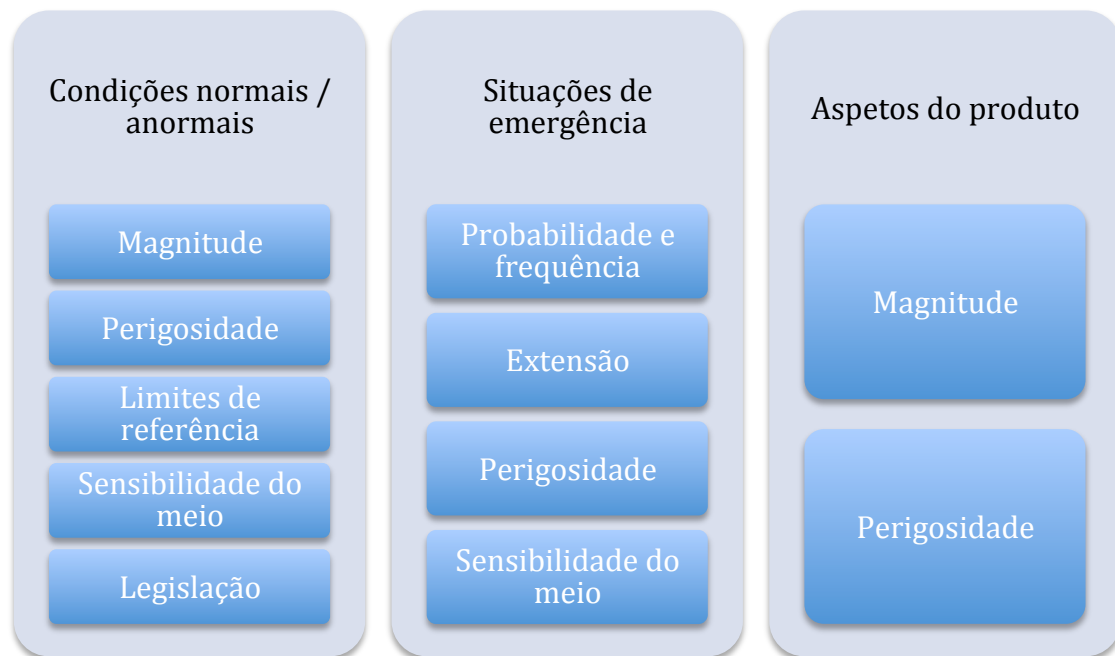 Condições normais /
anormais
Magnitude
Perigosidade
Limites de
referência
Sensibilidade do
meio
Legislação
Situações de
emergência
Probabilidade e
frequência
Extensão
Perigosidade
Sensibilidade do
meio
Aspetos do produto
Magnitude
Perigosidade